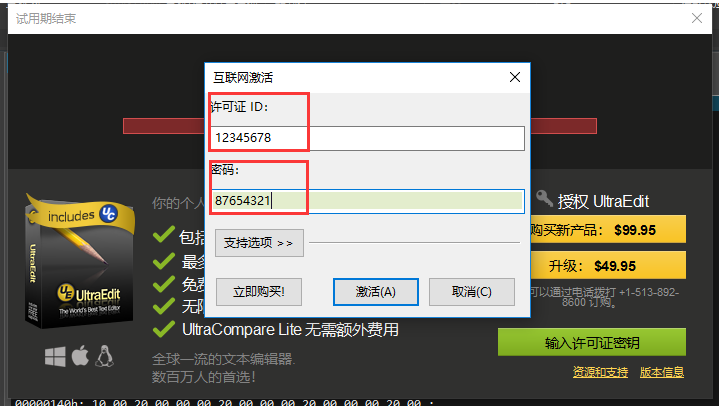 试用期结束
互联网激活
许可证 ID:
12345678
密码:
87654321
支持选项 >>
立即购买!
激活(A)
取消(C)
includes UC
UltraEdit
UE UltraEdit
The World's Best Text Editor
你的个人
包括
最多
免费
无限
UltraCompare Lite 无需额外费用
全球一流的文本编辑器.
数百万人的首选!
授权 UltraEdit
购买新产品: $99.95
升级: $49.95
可以通过电话拨打 +1-513-892-
8600 订购。
输入许可证密钥
资源和支持
版本信息
00000140h: 10 00 20 00 00 00 20 00 00 00 20 00 00 00 20 00 ;